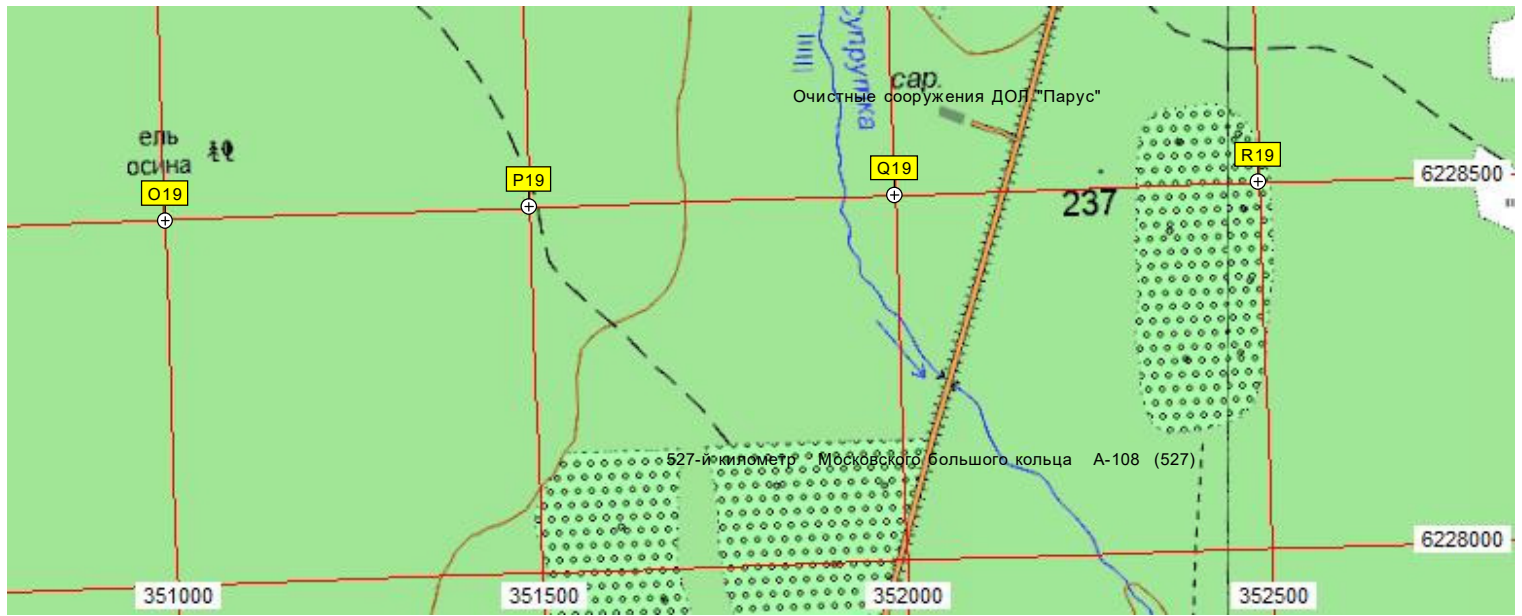 Супрутка
сар.
Очистные сооружения ДОЛ "Парус"
ель
осина
O19
P19
Q19
R19
6228500
237
527-й километр Московского большого кольца А-108 (527)
6228000
351000
351500
352000
352500